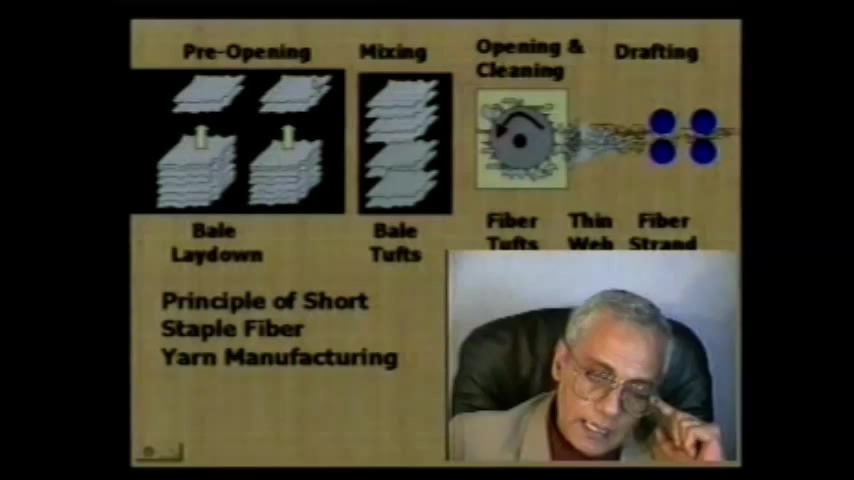 Pre-Opening
Mixing
Opening &
Cleaning
Drafting
Bale
Laydown
Bale
Tufts
Fiber
Tufts
Thin
Web
Fiber
Strand
Principle of Short
Staple Fiber
Yarn Manufacturing